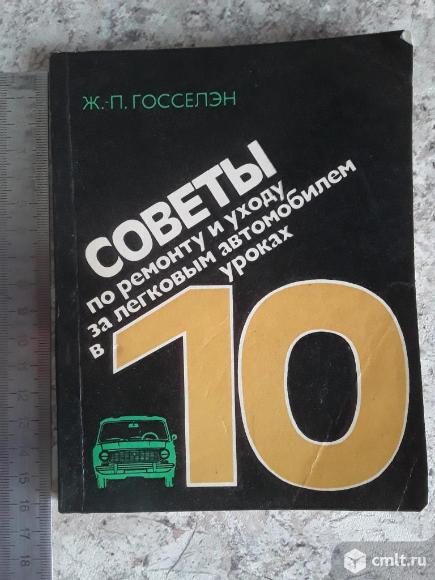 Ж.-П. ГОССЕЛЭН
СОВЕТЫ
по ремонту и уходу
за легковым автомобилем
в 10 уроках
cmlt.ru